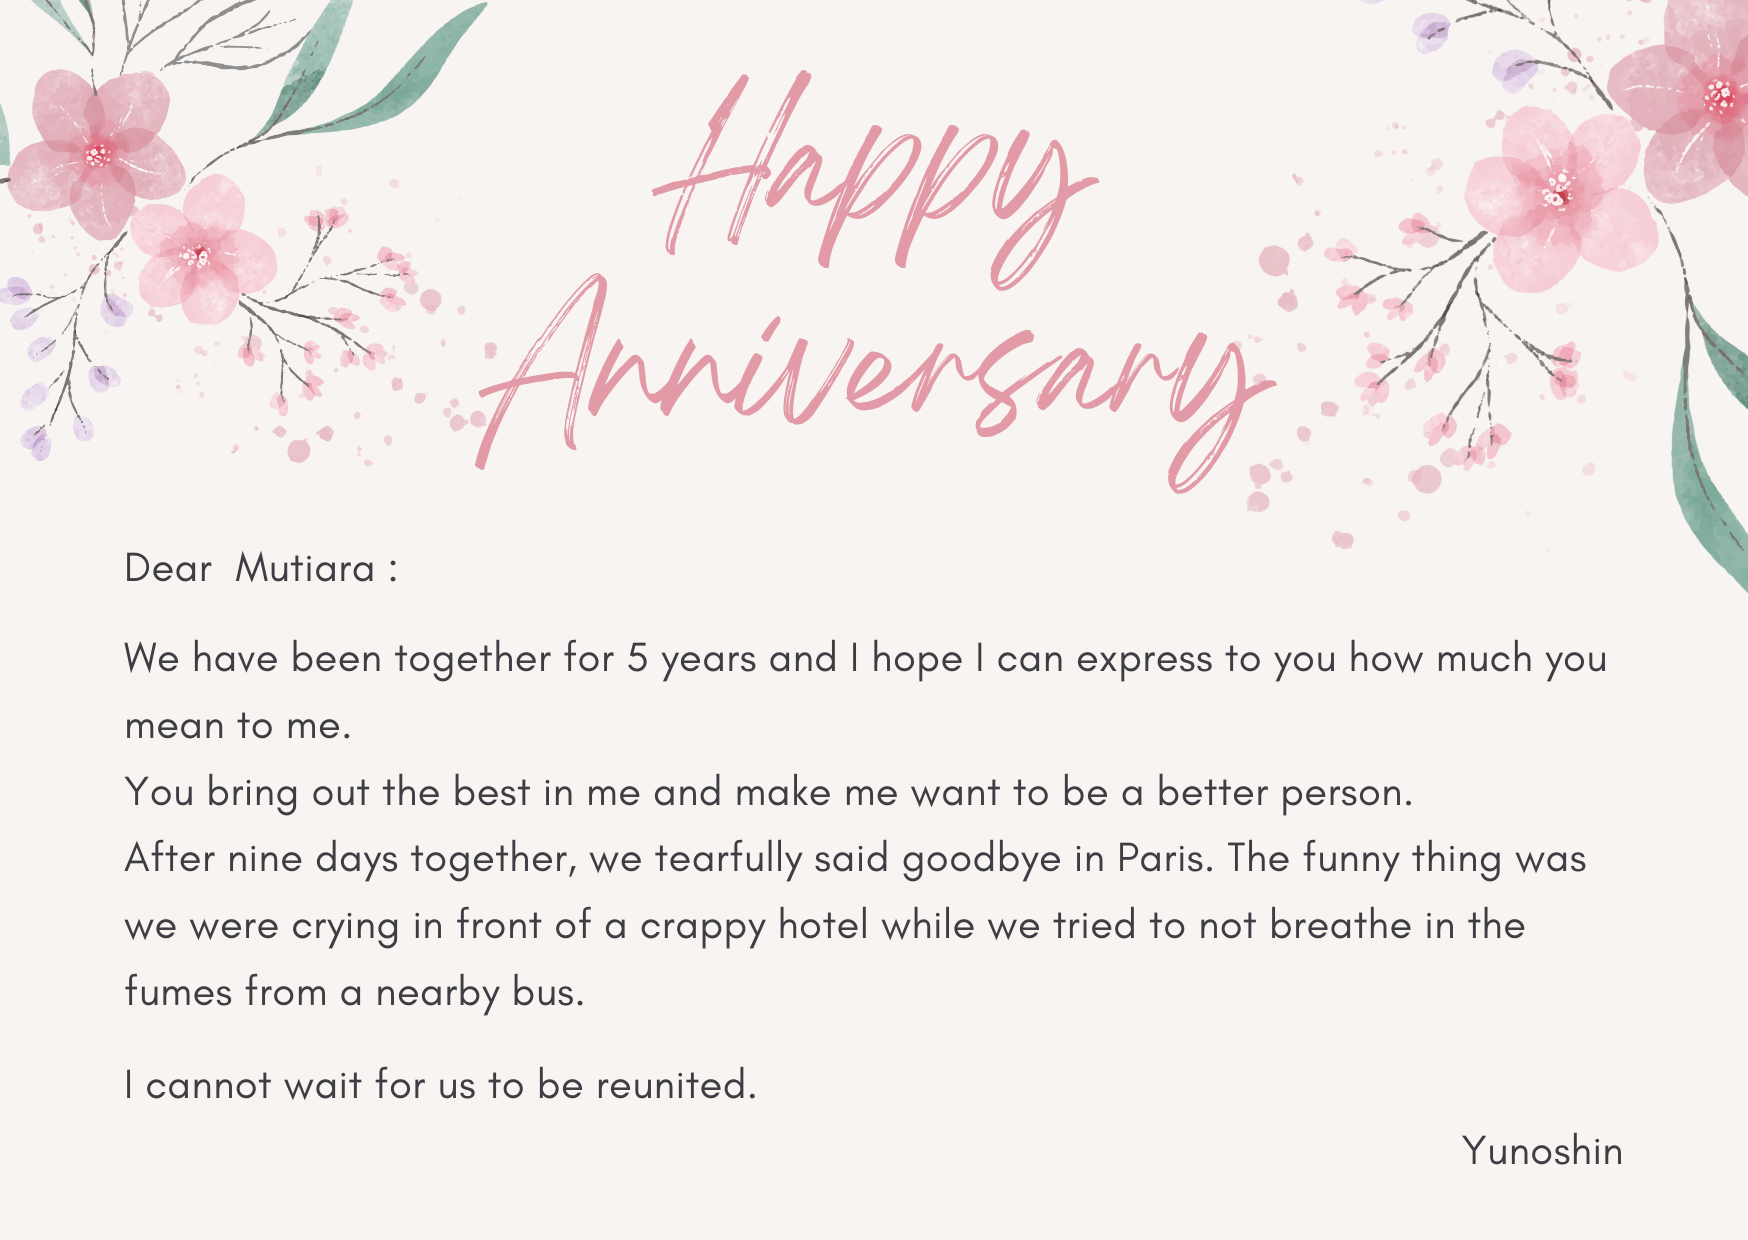 Happy
Anniversary
Dear Mutiara :
We have been together for 5 years and I hope I can express to you how much you
mean to me.
You bring out the best in me and make me want to be a better person.
After nine days together, we tearfully said goodbye in Paris. The funny thing was
we were crying in front of a crappy hotel while we tried to not breathe in the
fumes from a nearby bus.
I cannot wait for us to be reunited.
Yunoshin